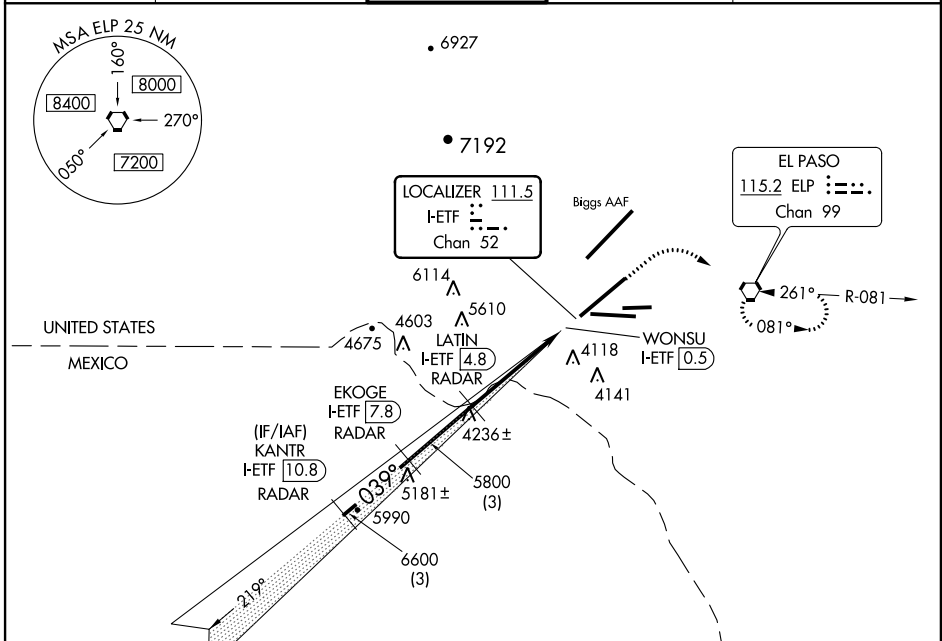 MSA ELP 25 NM
160°
8000
8400
270°
050°
7200
6927
7192
LOCALIZER 111.5
I-ETF
Chan 52
Biggs AAF
EL PASO
115.2 ELP
Chan 99
261°
R-081
081°
6114
5610
4603
4675
UNITED STATES
MEXICO
LATIN
I-ETF 4.8
RADAR
WONSU
I-ETF 0.5
4118
4141
EKOGE
I-ETF 7.8
RADAR
4236±
(IF/IAF)
KANTR
I-ETF 10.8
RADAR
039°
5181±
5800
(3)
5990
6600
(3)
219°